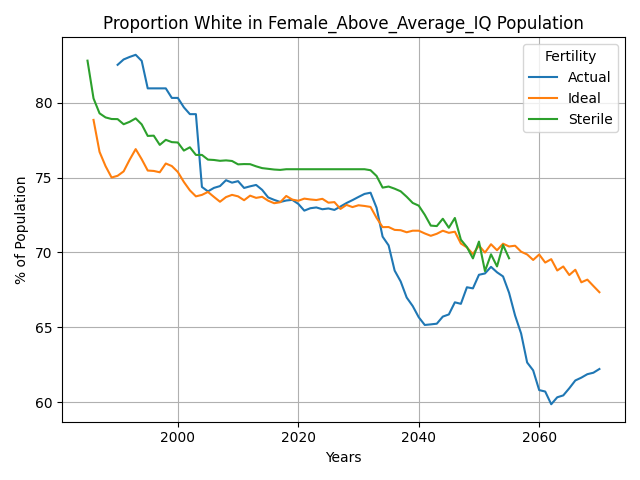 Proportion White in Female_Above_Average_IQ Population
Fertility
Actual
Ideal
Sterile
% of Population
80
75
70
65
60
2000
2020
2040
2060
Years